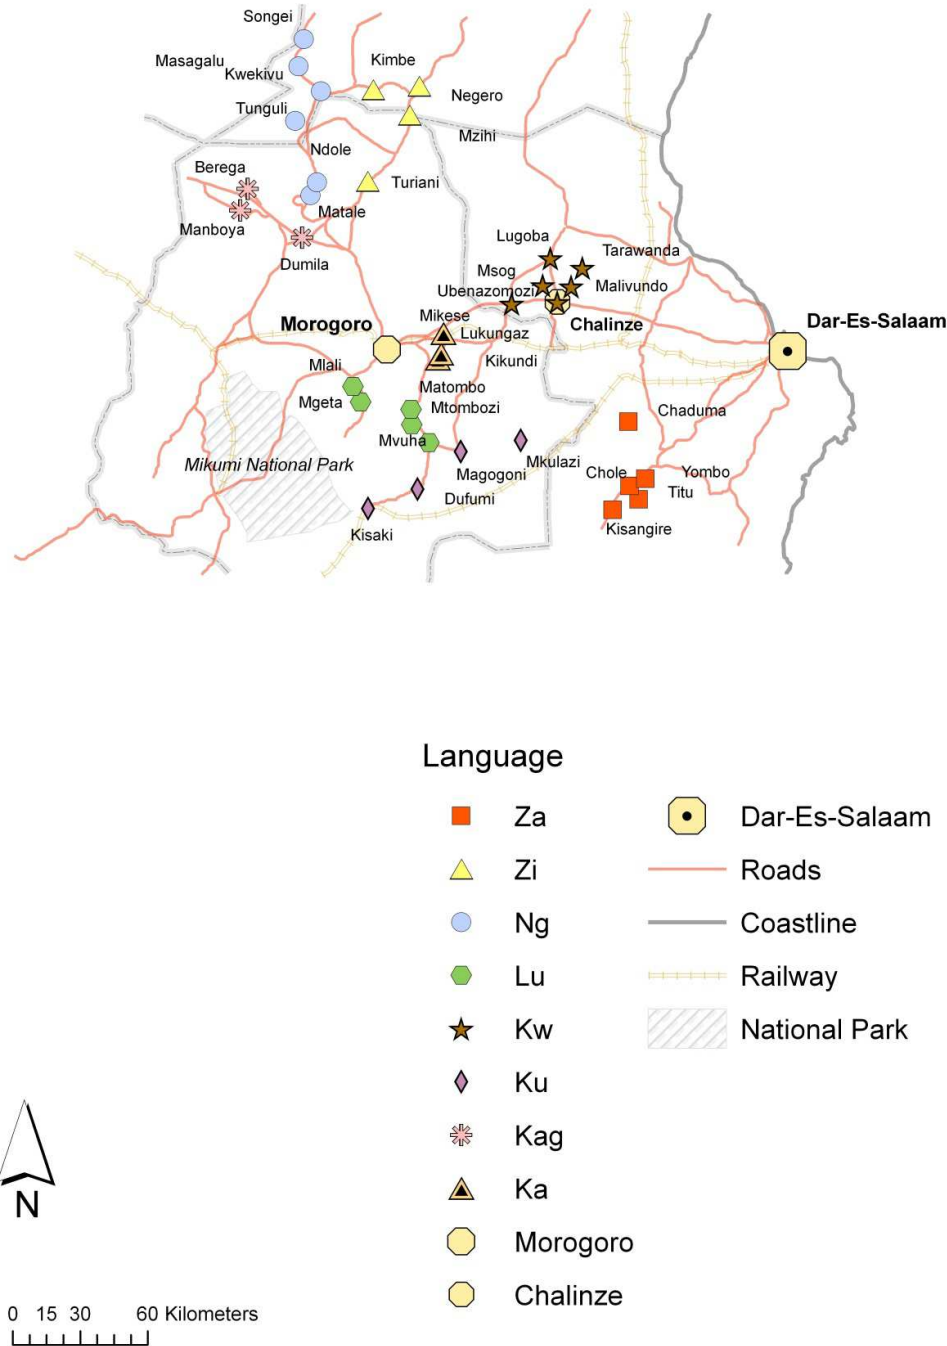 Songei
Masagalu
Kwekivu
Kimbe
Tunguli
Negero
Mzihi
Ndole
Berega
Turiani
Manboya
Matale
Dumila
Lugoba
Tarawanda
Msog
Ubenazomozi
Malivundo
Mikese
Morogoro
Lukungaz
Chalinze
Dar-Es-Salaam
Mlali
Kikundi
Matombo
Mgeta
Mtombozi
Chaduma
Mvuha
Mikumi National Park
Magogoni
Mkulazi
Chole
Yombo
Dufumi
Titu
Kisaki
Kisangire
Language
Za
Dar-Es-Salaam
Zi
Roads
Ng
Coastline
Lu
Railway
Kw
National Park
Ku
Kag
Ka
Morogoro
Chalinze
N
0 15 30 60 Kilometers